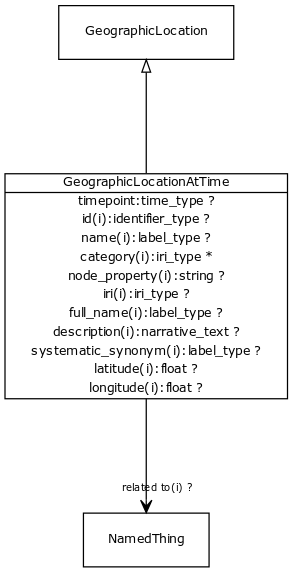 GeographicLocation
GeographicLocationAtTime
timepoint:time_type ?
id(i):identifier_type ?
name(i):label_type ?
category(i):iri_type *
node_property(i):string ?
iri(i):iri_type ?
full_name(i):label_type ?
description(i):narrative_text ?
systematic_synonym(i):label_type ?
latitude(i):float ?
longitude(i):float ?
related to(i) ?
NamedThing